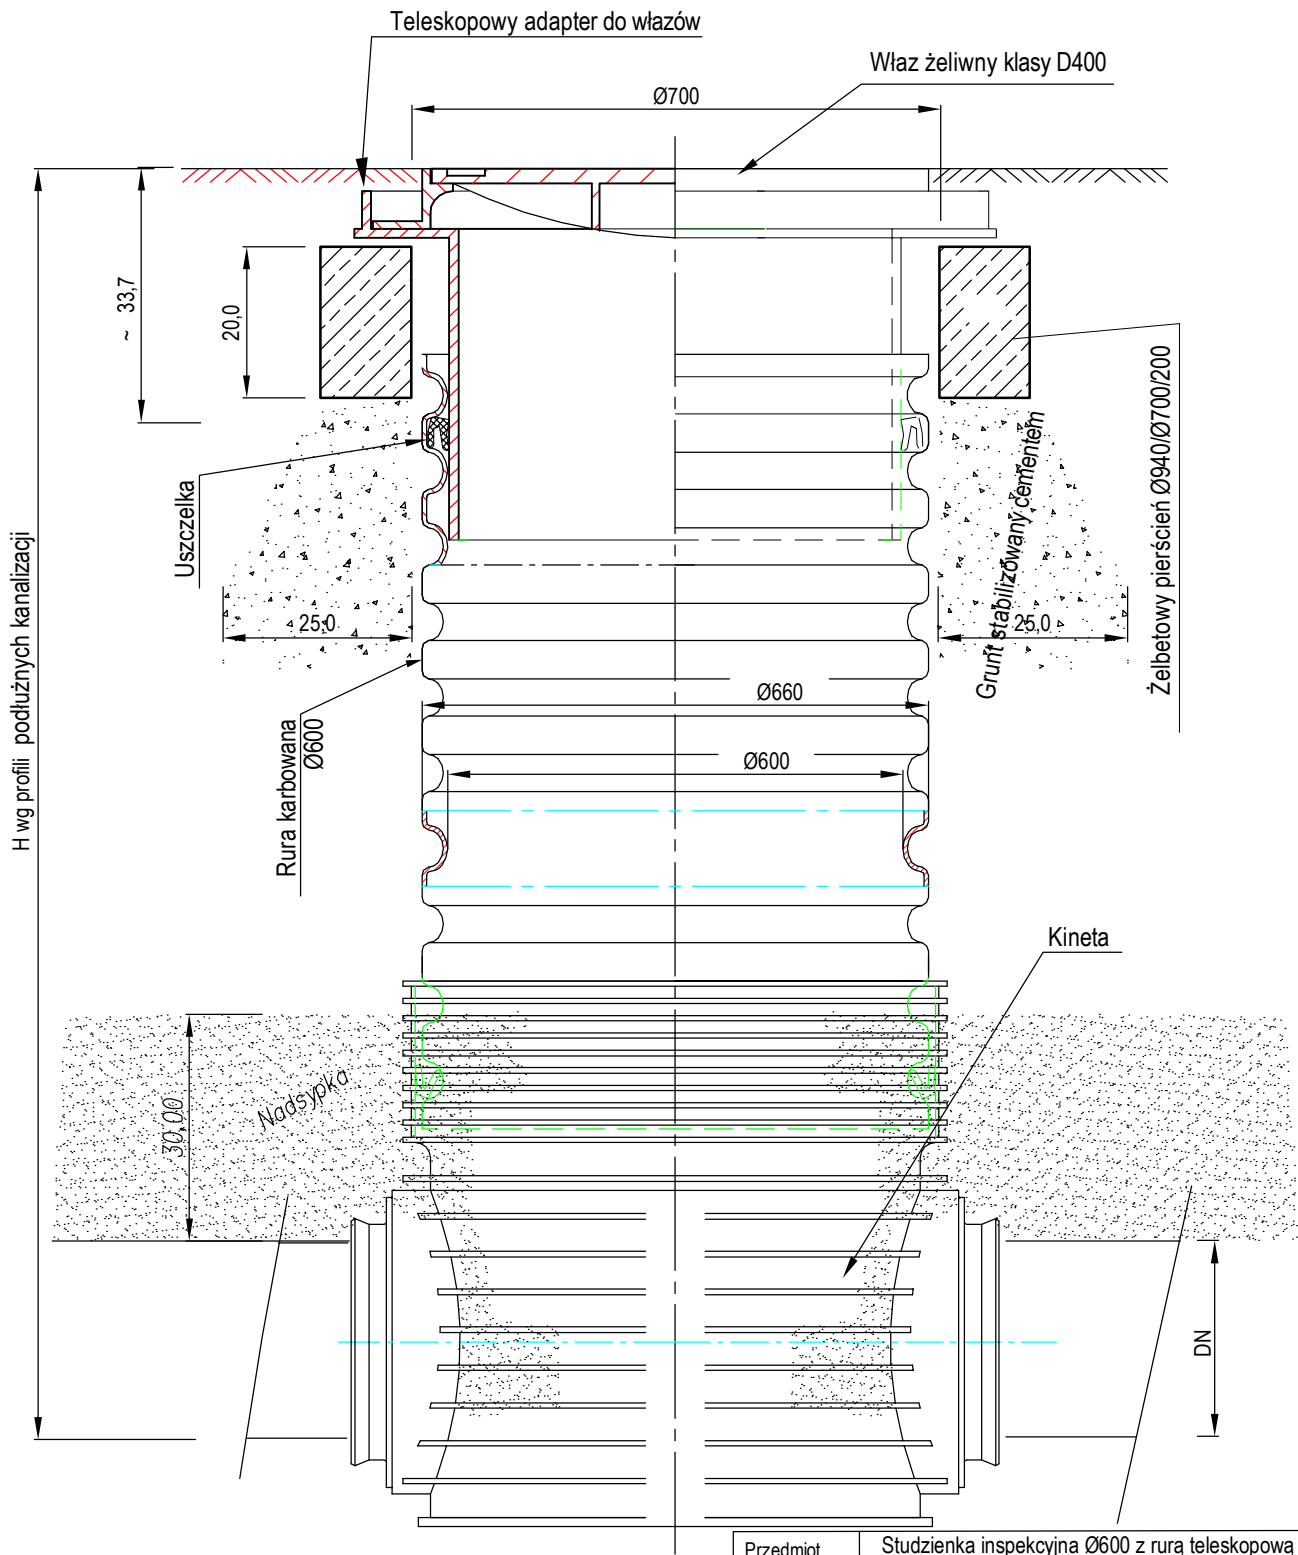 Teleskopowy adapter do włazów
Właz żeliwny klasy D400
Ø700
~ 33,7
20,0
Uszczelka
Grunt stabilizowany cementem
Żelbetowy pierścień Ø940/Ø700/200
25,0
25,0
H wg profili podłużnych kanalizacji
Rura karbowana
Ø600
Ø660
Ø600
Kineta
Nadsypka
30,00
DN
Przedmiot
Studzienka inspekcyjna Ø600 z rurą teleskopową